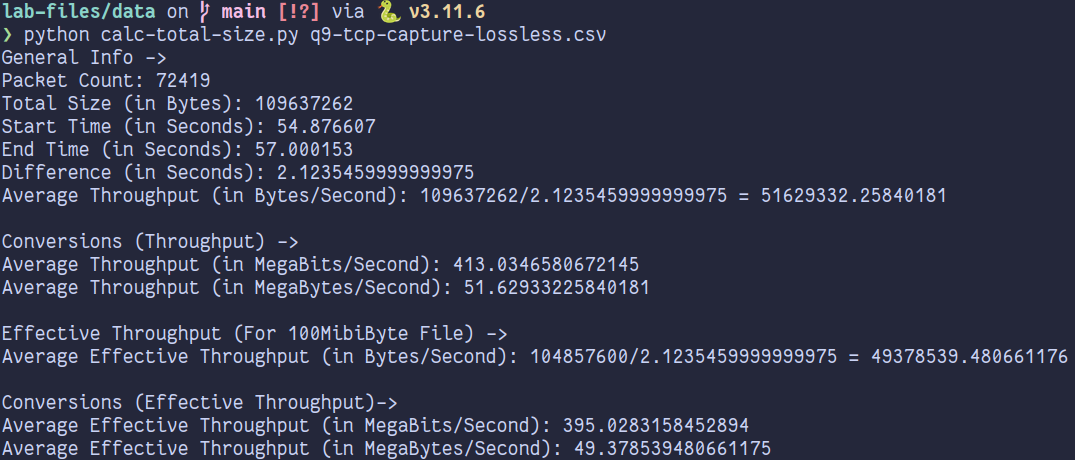 lab-files/data on main [!?] via 🐍 v3.11.6
❯ python calc-total-size.py q9-tcp-capture-lossless.csv
General Info ->
Packet Count: 72419
Total Size (in Bytes): 109637262
Start Time (in Seconds): 54.876607
End Time (in Seconds): 57.000153
Difference (in Seconds): 2.1235459999999975
Average Throughput (in Bytes/Second): 109637262/2.1235459999999975 = 51629332.25840181
Conversions (Throughput) ->
Average Throughput (in MegaBits/Second): 413.0346580672145
Average Throughput (in MegaBytes/Second): 51.62933225840181
Effective Throughput (For 100MibiByte File) ->
Average Effective Throughput (in Bytes/Second): 104857600/2.1235459999999975 = 49378539.480661176
Conversions (Effective Throughput)->
Average Effective Throughput (in MegaBits/Second): 395.0283158452894
Average Effective Throughput (in MegaBytes/Second): 49.378539480661175